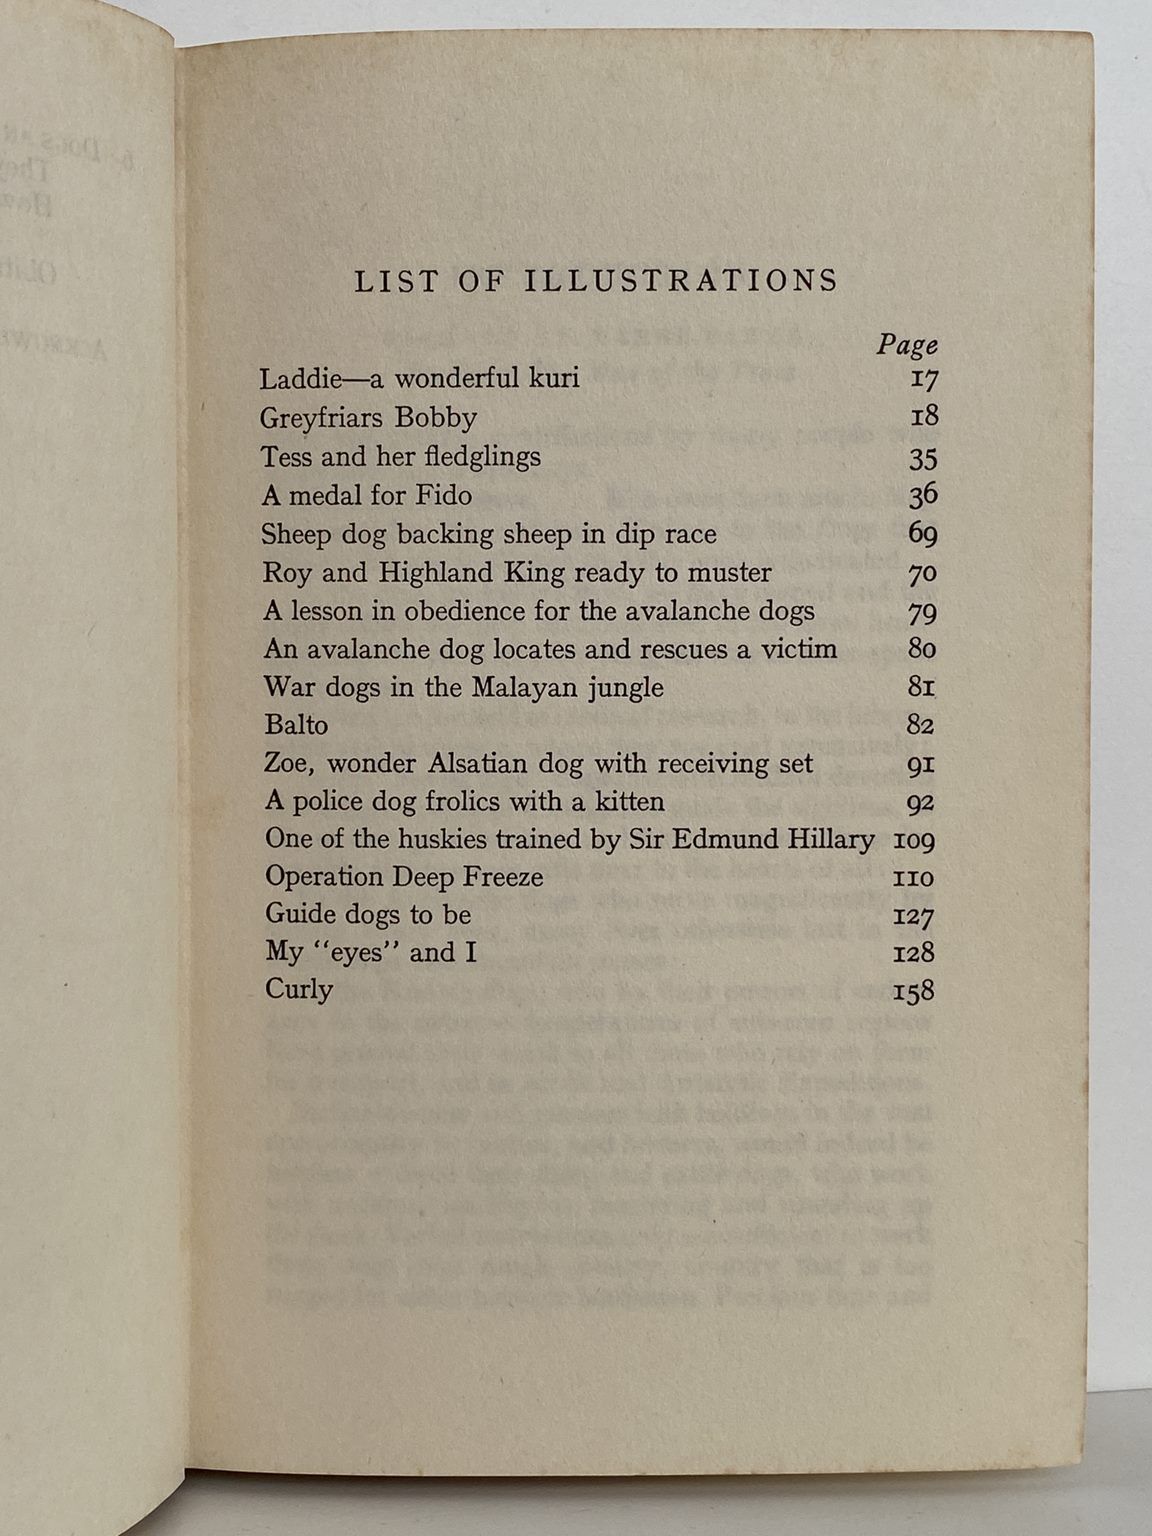 LIST OF ILLUSTRATIONS
Page
Laddie—a wonderful kuri 17
Greyfriars Bobby 18
Tess and her fledglings 35
A medal for Fido 36
Sheep dog backing sheep in dip race 69
Roy and Highland King ready to muster 70
A lesson in obedience for the avalanche dogs 79
An avalanche dog locates and rescues a victim 80
War dogs in the Malayan jungle 81
Balto 82
Zoe, wonder Alsatian dog with receiving set 91
A police dog frolics with a kitten 92
One of the huskies trained by Sir Edmund Hillary 109
Operation Deep Freeze 110
Guide dogs to be 127
My “eyes” and I 128
Curly 158